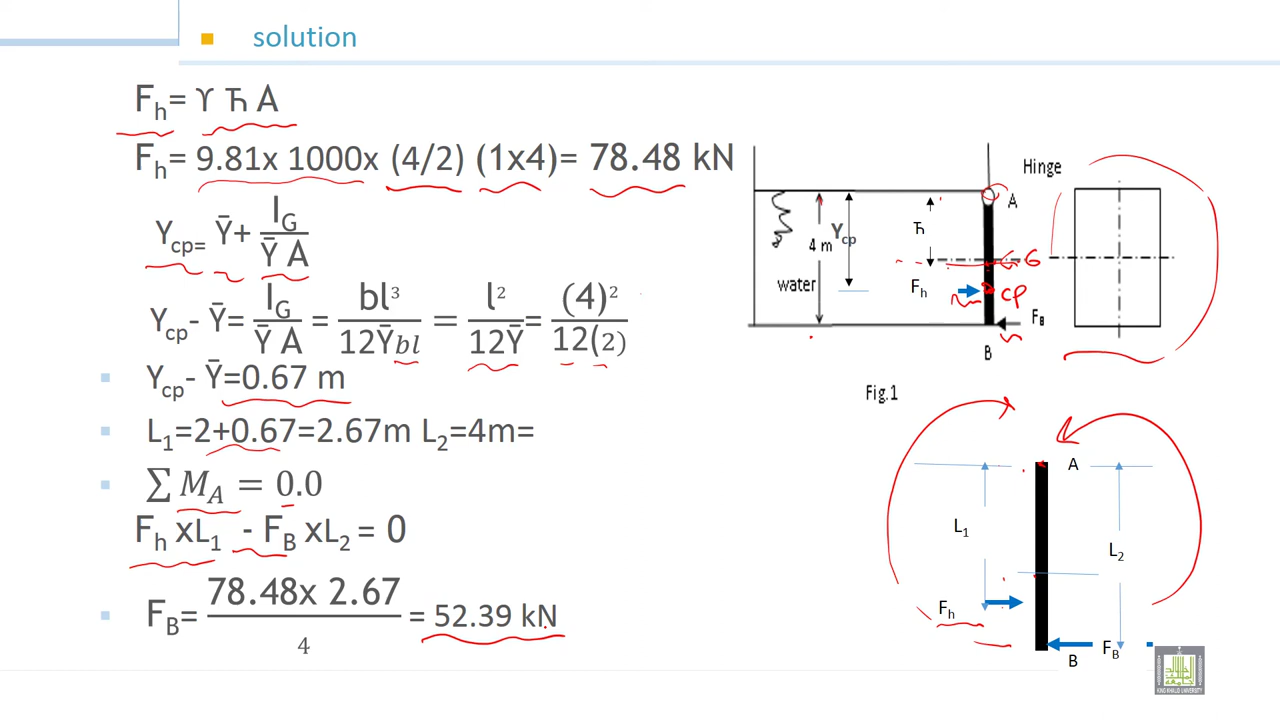 solution
Fh= ϒ Ћ A
Fh= 9.81x 1000x (4/2) (1x4)= 78.48 kN
Ycp= Ȳ+ IG / Ȳ A
Ycp- Ȳ= IG / Ȳ A = bl³ / 12Ȳbl = l² / 12Ȳ = (4)² / 12(2)
Ycp- Ȳ=0.67 m
L1=2+0.67=2.67m L2=4m=
∑ MA = 0.0
Fh xL1 - FB xL2 = 0
FB= 78.48x 2.67 / 4 = 52.39 kN
Hinge
A
Ycp
Ћ
4 m
G
water
Fh
cp
FB
B
Fig.1
A
L1
L2
Fh
FB
B
KING KHALID UNIVERSITY